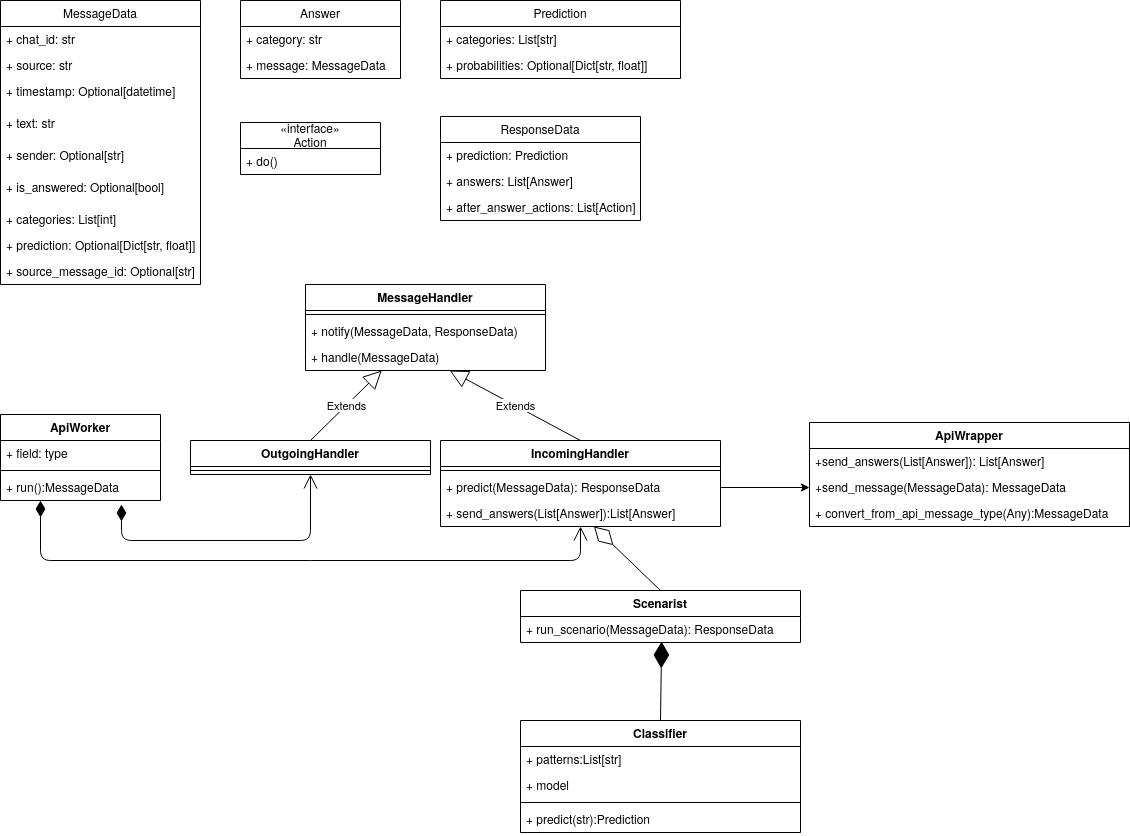 MessageData
+ chat_id: str
+ source: str
+ timestamp: Optional[datetime]
+ text: str
+ sender: Optional[str]
+ is_answered: Optional[bool]
+ categories: List[int]
+ prediction: Optional[Dict[str, float]]
+ source_message_id: Optional[str]
Answer
+ category: str
+ message: MessageData
Prediction
+ categories: List[str]
+ probabilities: Optional[Dict[str, float]]
«interface»
Action
+ do()
ResponseData
+ prediction: Prediction
+ answers: List[Answer]
+ after_answer_actions: List[Action]
MessageHandler
+ notify(MessageData, ResponseData)
+ handle(MessageData)
Extends
Extends
ApiWorker
+ field: type
+ run():MessageData
OutgoingHandler
IncomingHandler
+ predict(MessageData): ResponseData
+ send_answers(List[Answer]):List[Answer]
ApiWrapper
+send_answers(List[Answer]): List[Answer]
+send_message(MessageData): MessageData
+ convert_from_api_message_type(Any):MessageData
Scenarist
+ run_scenario(MessageData): ResponseData
Classifier
+ patterns:List[str]
+ model
+ predict(str):Prediction